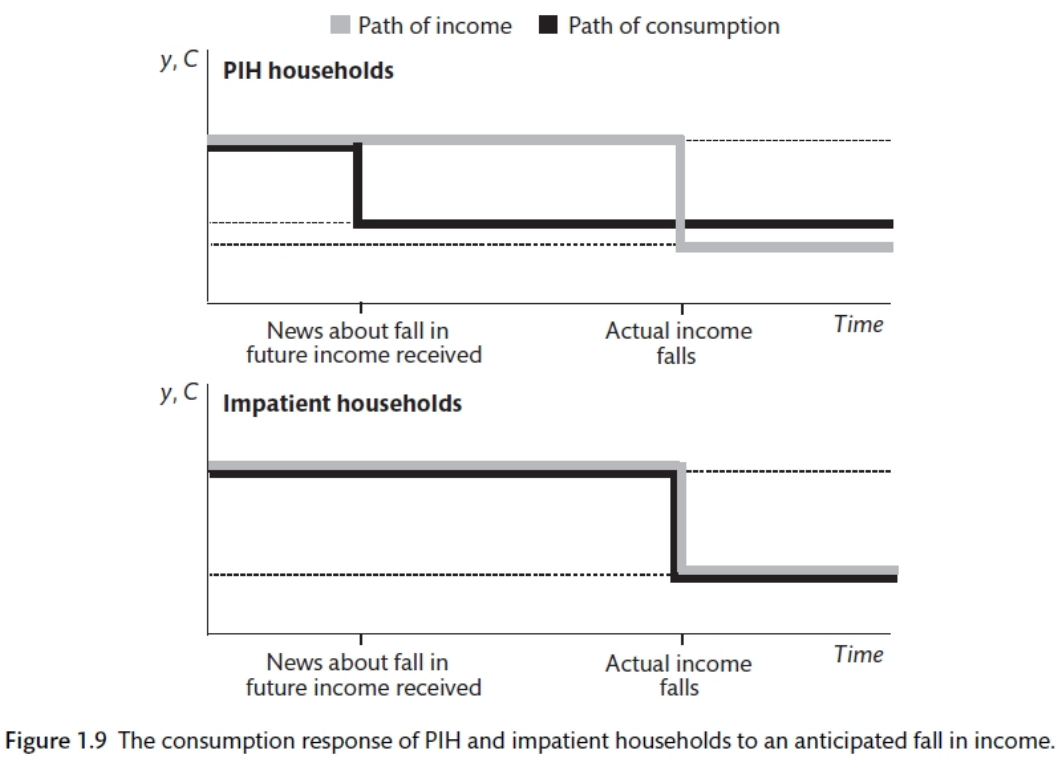 Path of income Path of consumption
y, C
PIH households
News about fall in
future income received
Actual income
falls
Time
y, C
Impatient households
News about fall in
future income received
Actual income
falls
Time
Figure 1.9 The consumption response of PIH and impatient households to an anticipated fall in income.